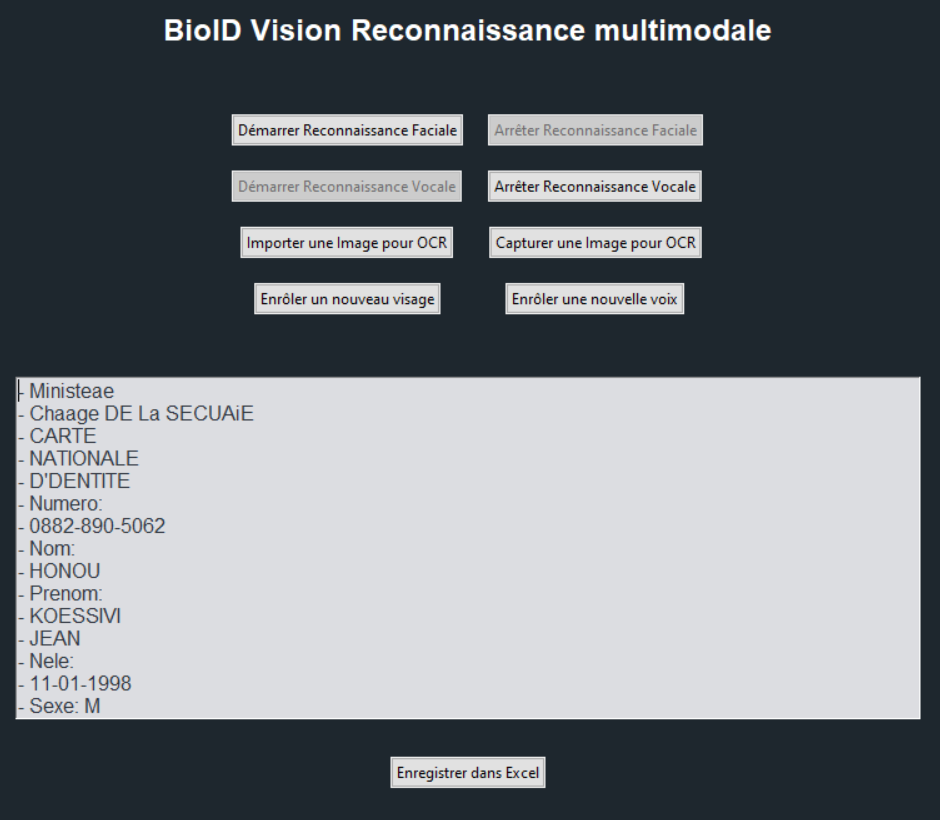 BioID Vision Reconnaissance multimodale
Démarrer Reconnaissance Faciale Arrêter Reconnaissance Faciale
Démarrer Reconnaissance Vocale Arrêter Reconnaissance Vocale
Importer une Image pour OCR Capturer une Image pour OCR
Enrôler un nouveau visage Enrôler une nouvelle voix
- Ministeae
- Chaage DE La SECUAiE
- CARTE
- NATIONALE
- D'DENTITE
- Numero:
- 0882-890-5062
- Nom:
- HONOU
- Prenom:
- KOESSIVI
- JEAN
- Nele:
- 11-01-1998
- Sexe: M
Enregistrer dans Excel